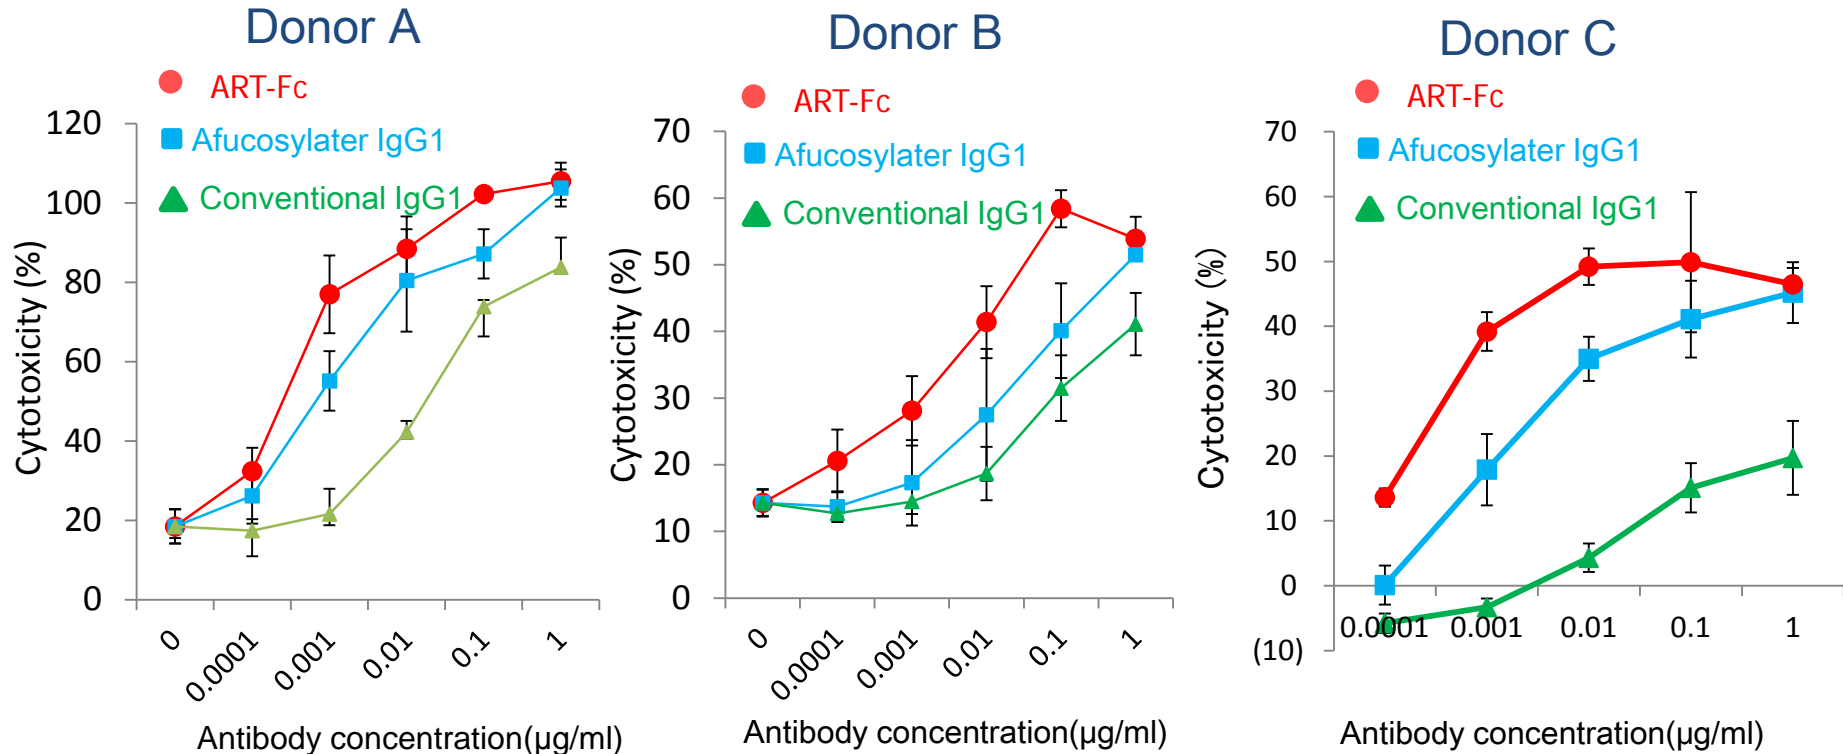 Donor A
ART-Fc
Afucosylater IgG1
Conventional IgG1
Cytotoxicity (%)
120
100
80
60
40
20
0
0
0.0001
0.001
0.01
0.1
1
Antibody concentration(µg/ml)
Donor B
ART-Fc
Afucosylater IgG1
Conventional IgG1
Cytotoxicity (%)
70
60
50
40
30
20
10
0
0
0.0001
0.001
0.01
0.1
1
Antibody concentration(µg/ml)
Donor C
ART-Fc
Afucosylater IgG1
Conventional IgG1
Cytotoxicity (%)
70
60
50
40
30
20
10
0
(10)
0.0001
0.001
0.01
0.1
1
Antibody concentration(µg/ml)